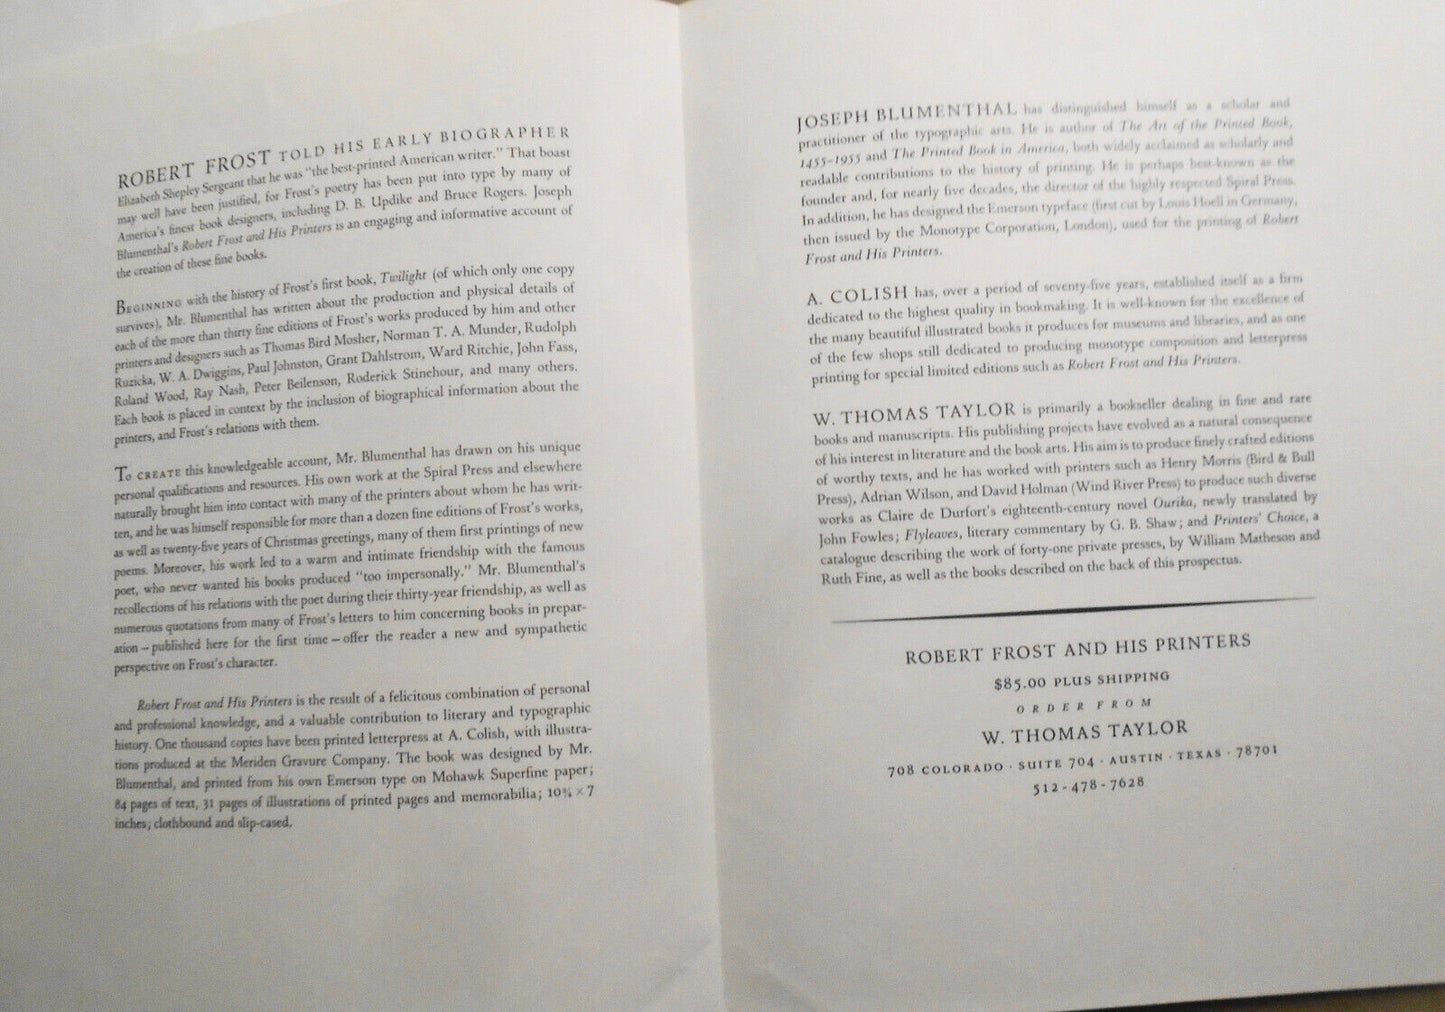 ROBERT FROST TOLD HIS EARLY BIOGRAPHER
Elizabeth Shepley Sergeant that he was "the best-printed American writer." That boast
may well have been justified, for Frost's poetry has been put into type by many of
America's finest book designers, including D. B. Updike and Bruce Rogers. Joseph
Blumenthal's Robert Frost and His Printers is an engaging and informative account of
the creation of these fine books.
BEGINNING with the history of Frost's first book, Twilight (of which only one copy
survives), Mr. Blumenthal has written about the production and physical details of
each of the more than thirty fine editions of Frost's works produced by him and other
printers and designers such as Thomas Bird Mosher, Norman T. A. Munder, Rudolph
Ruzicka, W. A. Dwiggins, Paul Johnston, Grant Dahlstrom, Ward Ritchie, John Fass,
Roland Wood, Ray Nash, Peter Beilenson, Roderick Stinehour, and many others.
Each book is placed in context by the inclusion of biographical information about the
printers, and Frost's relations with them.
TO CREATE this knowledgeable account, Mr. Blumenthal has drawn on his unique
personal qualifications and resources. His own work at the Spiral Press and elsewhere
naturally brought him into contact with many of the printers about whom he has writ-
ten, and he was himself responsible for more than a dozen fine editions of Frost's works,
as well as twenty-five years of Christmas greetings, many of them first printings of new
poems. Moreover, his work led to a warm and intimate friendship with the famous
poet, who never wanted his books produced "too impersonally." Mr. Blumenthal's
recollections of his relations with the poet during their thirty-year friendship, as well as
numerous quotations from many of Frost's letters to him concerning books in prepar-
ation – published here for the first time – offer the reader a new and sympathetic
perspective on Frost's character.
Robert Frost and His Printers is the result of a felicitous combination of personal
and professional knowledge, and a valuable contribution to literary and typographic
history. One thousand copies have been printed letterpress at A. Colish, with illustra-
tions produced at the Meriden Gravure Company. The book was designed by Mr.
Blumenthal, and printed from his own Emerson type on Mohawk Superfine paper;
84 pages of text, 31 pages of illustrations of printed pages and memorabilia; 10¾ × 7
inches; clothbound and slip-cased.
JOSEPH BLUMENTHAL has distinguished himself as a scholar and
practitioner of the typographic arts. He is author of The Art of the Printed Book,
1455-1955 and The Printed Book in America, both widely acclaimed as scholarly and
readable contributions to the history of printing. He is perhaps best-known as the
founder and, for nearly five decades, the director of the highly respected Spiral Press.
In addition, he has designed the Emerson typeface (first cut by Louis Hoell in Germany,
then issued by the Monotype Corporation, London), used for the printing of Robert
Frost and His Printers.
A. COLISH has, over a period of seventy-five years, established itself as a firm
dedicated to the highest quality in bookmaking. It is well-known for the excellence of
the many beautiful illustrated books it produces for museums and libraries, and as one
of the few shops still dedicated to producing monotype composition and letterpress
printing for special limited editions such as Robert Frost and His Printers.
W. THOMAS TAYLOR is primarily a bookseller dealing in fine and rare
books and manuscripts. His publishing projects have evolved as a natural consequence
of his interest in literature and the book arts. His aim is to produce finely crafted editions
of worthy texts, and he has worked with printers such as Henry Morris (Bird & Bull
Press), Adrian Wilson, and David Holman (Wind River Press) to produce such diverse
works as Claire de Durfort's eighteenth-century novel Ourika, newly translated by
John Fowles; Flyleaves, literary commentary by G. B. Shaw; and Printers' Choice, a
catalogue describing the work of forty-one private presses, by William Matheson and
Ruth Fine, as well as the books described on the back of this prospectus.
ROBERT FROST AND HIS PRINTERS
$85.00 PLUS SHIPPING
ORDER FROM
W. THOMAS TAYLOR
708 COLORADO · SUITE 704 · AUSTIN · TEXAS · 78701
512-478-7628